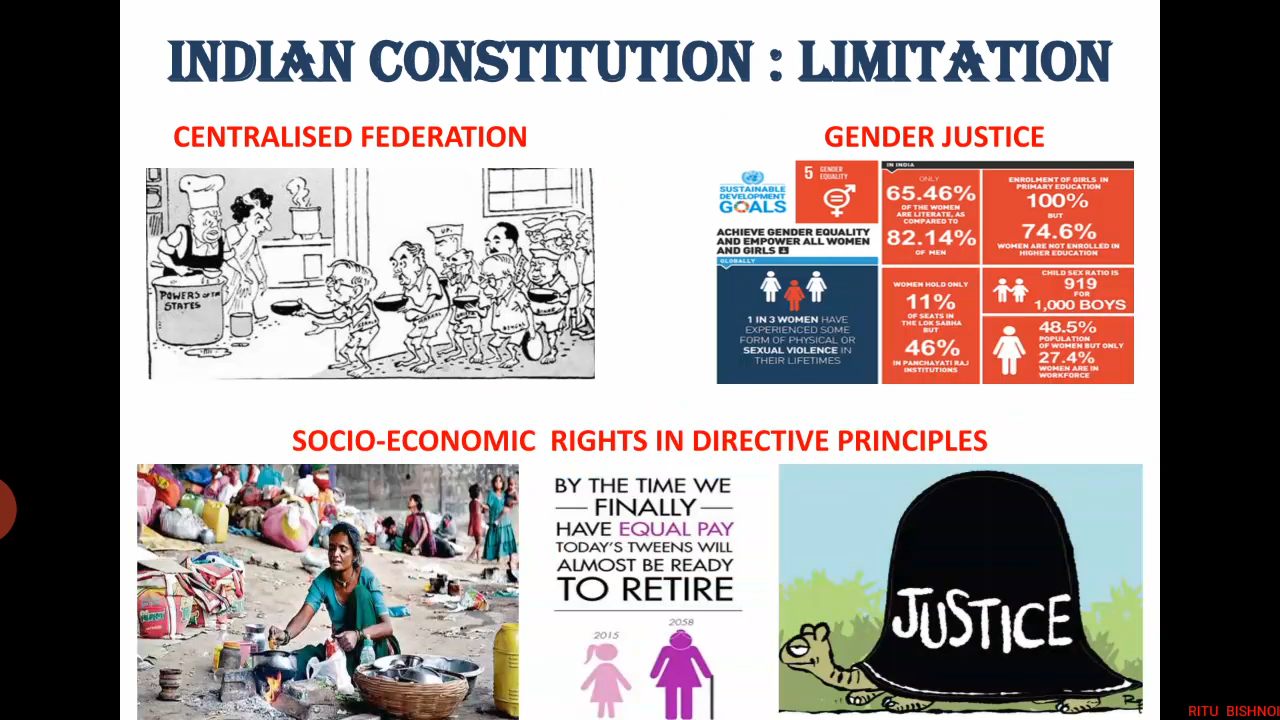 INDIAN CONSTITUTION : LIMITATION
CENTRALISED FEDERATION
GENDER JUSTICE
POWERS OF THE
STATES
U.P.
KERALA
BIHAR
SUSTAINABLE
DEVELOPMENT
GOALS
5 GENDER
EQUALITY
ACHIEVE GENDER EQUALITY
AND EMPOWER ALL WOMEN
AND GIRLS
GLOBALLY
1 IN 3 WOMEN HAVE
EXPERIENCED SOME
FORM OF PHYSICAL OR
SEXUAL VIOLENCE IN
THEIR LIFETIMES
IN INDIA
ONLY
65.46%
OF THE WOMEN
ARE LITERATE, AS
COMPARED TO
82.14%
OF MEN
ENROLMENT OF GIRLS IN
PRIMARY EDUCATION
100%
BUT
74.6%
WOMEN ARE NOT ENROLLED IN
HIGHER EDUCATION
WOMEN HOLD ONLY
11%
OF SEATS IN
THE LOK SABHA
BUT
46%
IN PANCHAYATI RAJ
INSTITUTIONS
CHILD SEX RATIO IS
919
FOR
1,000 BOYS
48.5%
POPULATION
OF WOMEN BUT ONLY
27.4%
WOMEN ARE IN
WORKFORCE
SOCIO-ECONOMIC RIGHTS IN DIRECTIVE PRINCIPLES
BY THE TIME WE
FINALLY
HAVE EQUAL PAY
TODAY'S TWEENS WILL
ALMOST BE READY
TO RETIRE
2015
2058
JUSTICE
RITU BISHNOI